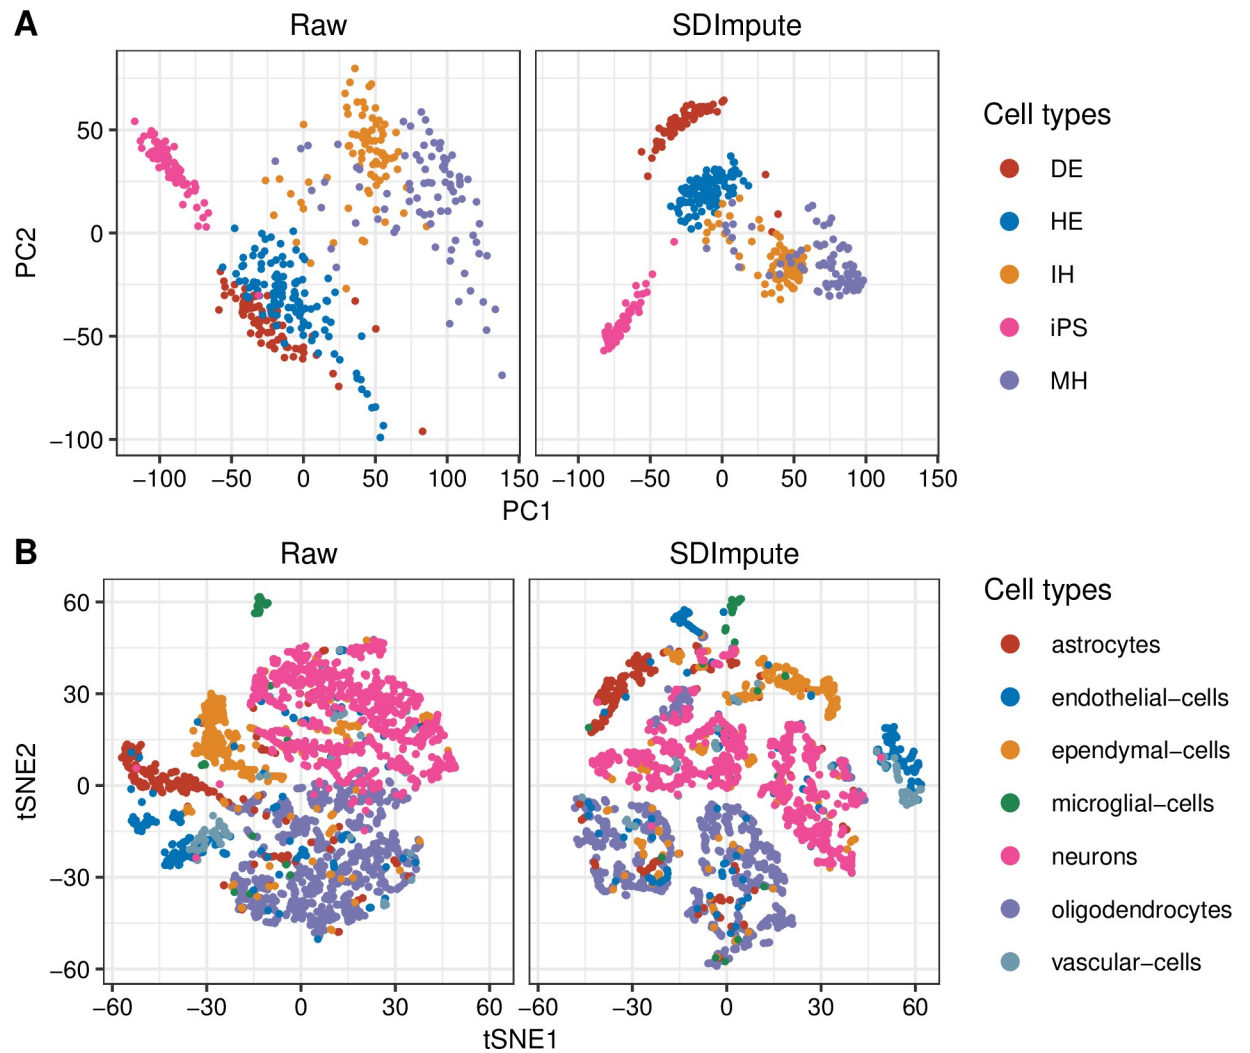 A
Raw
SDImpute
PC2
50
0
−50
−100
−100 −50 0 50 100 150
−100 −50 0 50 100 150
PC1
Cell types
DE
HE
IH
iPS
MH
B
Raw
SDImpute
tSNE2
60
30
0
−30
−60
−60 −30 0 30 60
−60 −30 0 30 60
tSNE1
Cell types
astrocytes
endothelial−cells
ependymal−cells
microglial−cells
neurons
oligodendrocytes
vascular−cells